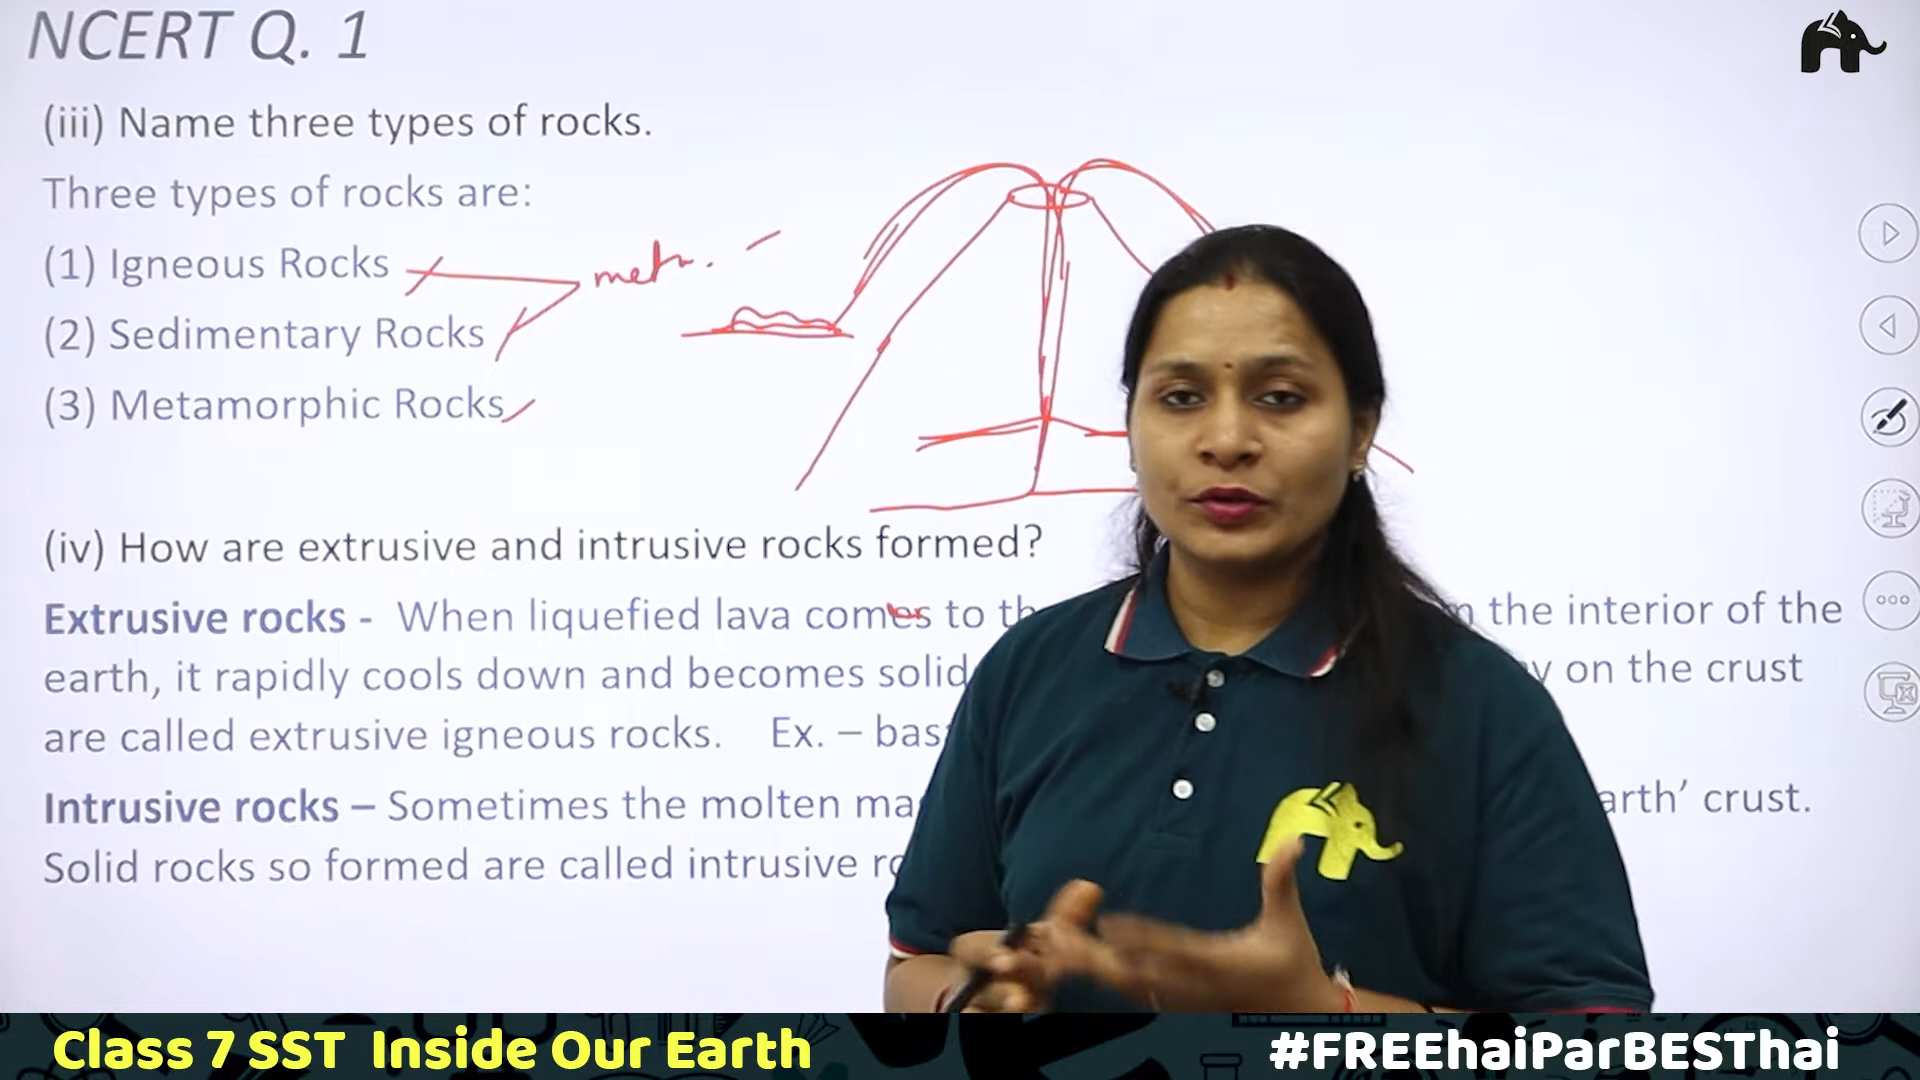 NCERT Q. 1
(iii) Name three types of rocks.
Three types of rocks are:
(1) Igneous Rocks
metr.
(2) Sedimentary Rocks
(3) Metamorphic Rocks
(iv) How are extrusive and intrusive rocks formed?
Extrusive rocks - When liquefied lava comes to the interior of the
earth, it rapidly cools down and becomes solid on the crust
are called extrusive igneous rocks. Ex. –
Intrusive rocks – Sometimes the molten crust.
Solid rocks so formed are called intrusive
Class 7 SST Inside Our Earth
#FREEhaiParBESThai